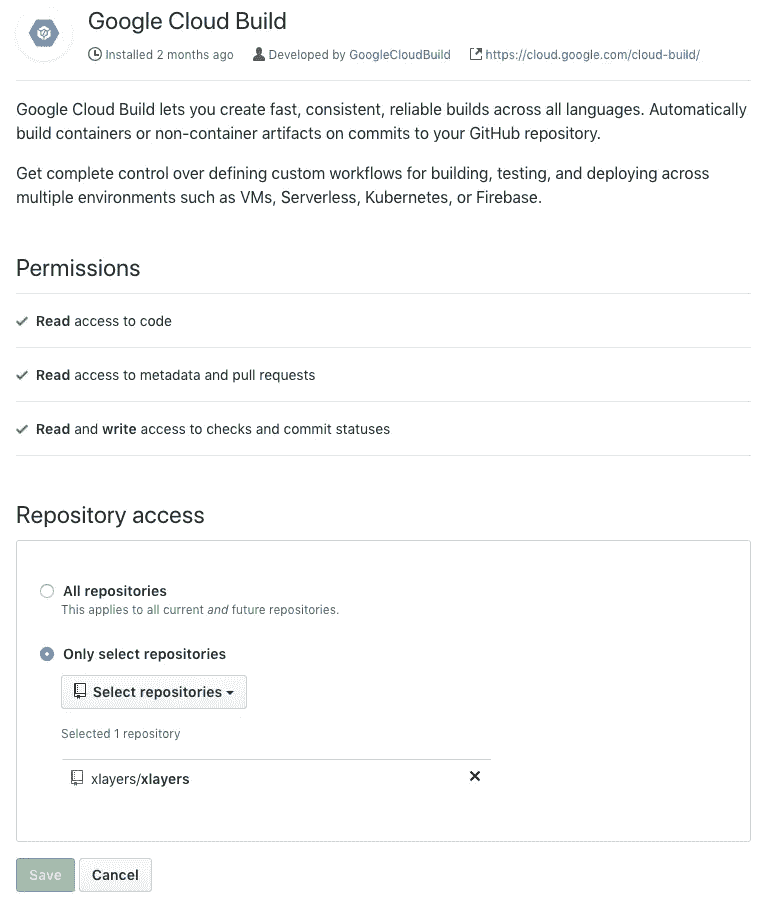 Google Cloud Build
Installed 2 months ago Developed by GoogleCloudBuild https://cloud.google.com/cloud-build/
Google Cloud Build lets you create fast, consistent, reliable builds across all languages. Automatically
build containers or non-container artifacts on commits to your GitHub repository.
Get complete control over defining custom workflows for building, testing, and deploying across
multiple environments such as VMs, Serverless, Kubernetes, or Firebase.
Permissions
Read access to code
Read access to metadata and pull requests
Read and write access to checks and commit statuses
Repository access
All repositories
This applies to all current and future repositories.
Only select repositories
Select repositories
Selected 1 repository
xlayers/xlayers
Save Cancel